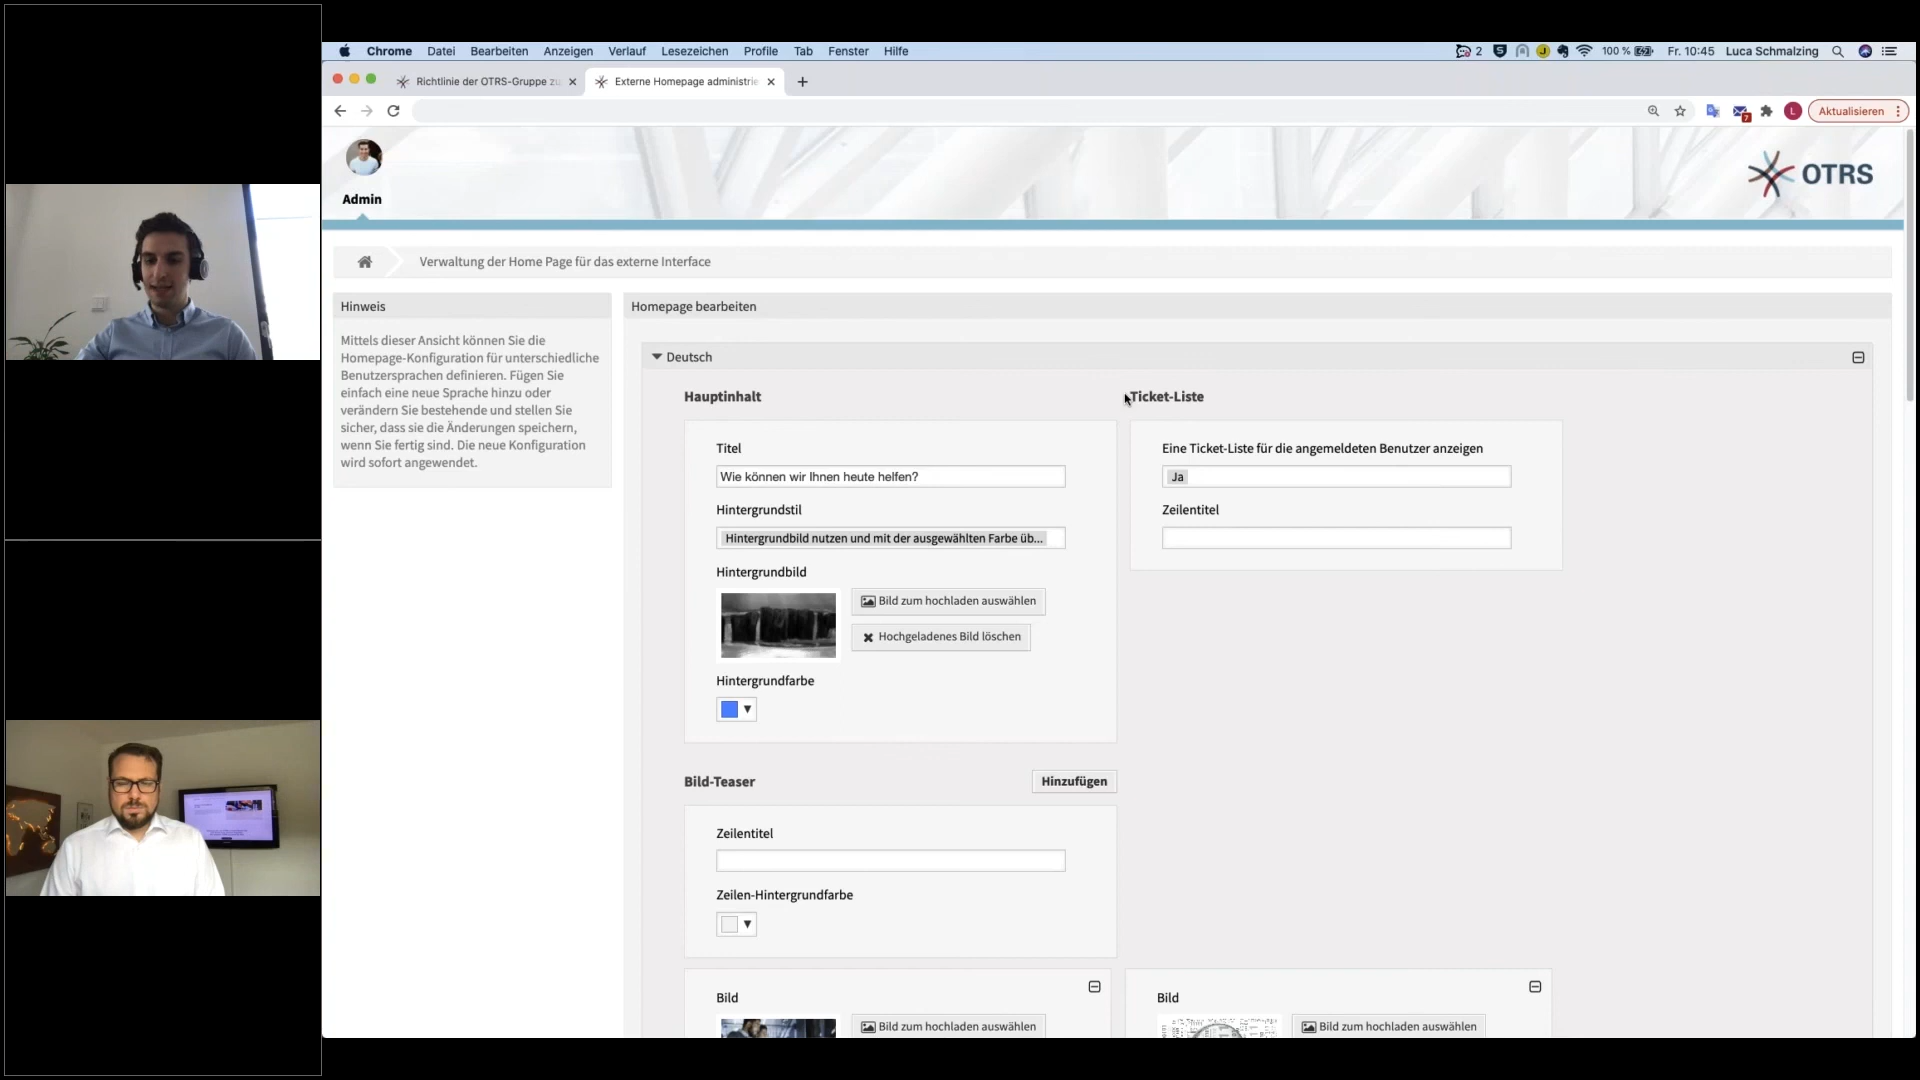 Chrome Datei Bearbeiten Anzeigen Verlauf Lesezeichen Profile Tab Fenster Hilfe
2 100 % Fr. 10:45 Luca Schmalzing
Richtlinie der OTRS-Gruppe zu
Externe Homepage administrie
7 L Aktualisieren
Admin
OTRS
Verwaltung der Home Page für das externe Interface
Hinweis
Mittels dieser Ansicht können Sie die
Homepage-Konfiguration für unterschiedliche
Benutzersprachen definieren. Fügen Sie
einfach eine neue Sprache hinzu oder
verändern Sie bestehende und stellen Sie
sicher, dass sie die Änderungen speichern,
wenn Sie fertig sind. Die neue Konfiguration
wird sofort angewendet.
Homepage bearbeiten
Deutsch
Hauptinhalt
Titel
Wie können wir Ihnen heute helfen?
Hintergrundstil
Hintergrundbild nutzen und mit der ausgewählten Farbe üb...
Hintergrundbild
Bild zum hochladen auswählen
Hochgeladenes Bild löschen
Hintergrundfarbe
Ticket-Liste
Eine Ticket-Liste für die angemeldeten Benutzer anzeigen
Ja
Zeilentitel
Bild-Teaser
Hinzufügen
Zeilentitel
Zeilen-Hintergrundfarbe
Bild
Bild zum hochladen auswählen
Bild
Bild zum hochladen auswählen